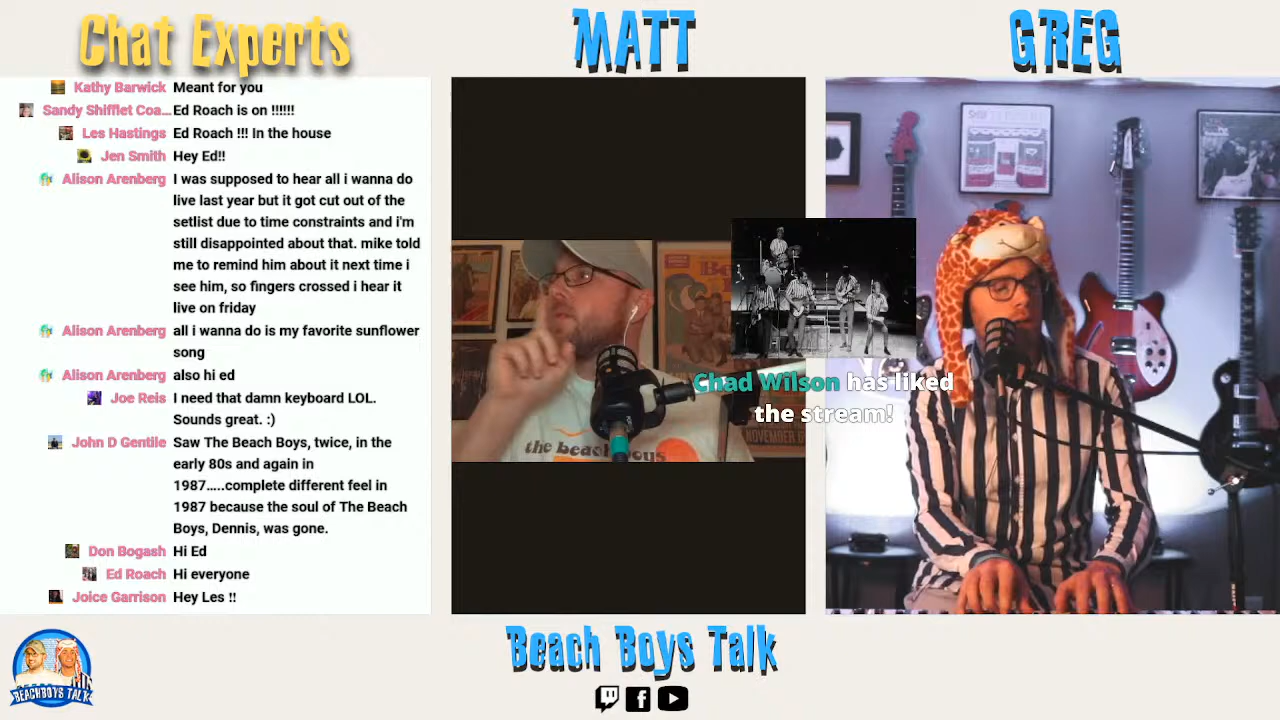 Chat Experts
MATT
GREG
Kathy Barwick Meant for you
Sandy Shifflet Coa... Ed Roach is on !!!!!!
Les Hastings Ed Roach !!! In the house
Jen Smith Hey Ed!!
Alison Arenberg I was supposed to hear all i wanna do
live last year but it got cut out of the
setlist due to time constraints and i'm
still disappointed about that. mike told
me to remind him about it next time i
see him, so fingers crossed i hear it
live on friday
Alison Arenberg all i wanna do is my favorite sunflower
song
Alison Arenberg also hi ed
Joe Reis I need that damn keyboard LOL.
Sounds great. :)
John D Gentile Saw The Beach Boys, twice, in the
early 80s and again in
1987.....complete different feel in
1987 because the soul of The Beach
Boys, Dennis, was gone.
Don Bogash Hi Ed
Ed Roach Hi everyone
Joice Garrison Hey Les !!
the beach boys
NOVEMBER
Chad Wilson has liked
the stream!
Beach Boys Talk
BEACH BOYS TALK